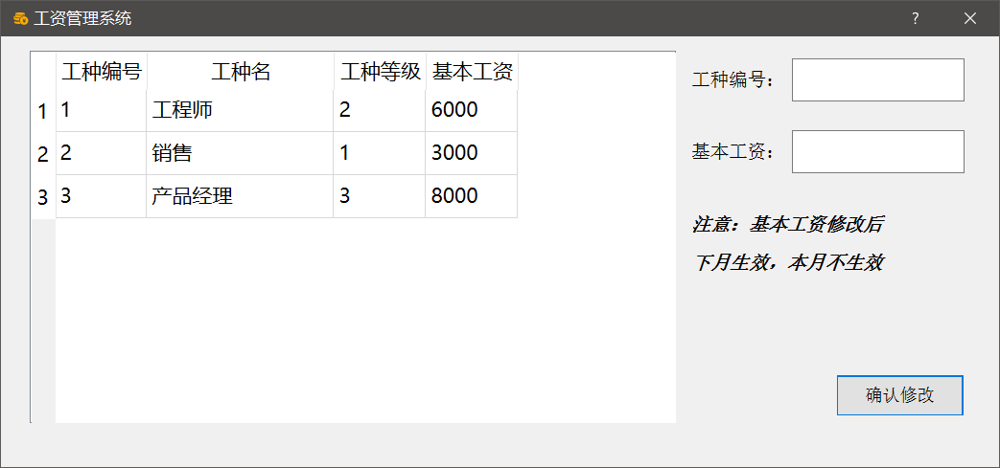 工资管理系统 ?
工种编号 工种名 工种等级 基本工资
1 1 工程师 2 6000
2 2 销售 1 3000
3 3 产品经理 3 8000
工种编号：
基本工资：
注意：基本工资修改后
下月生效，本月不生效
确认修改